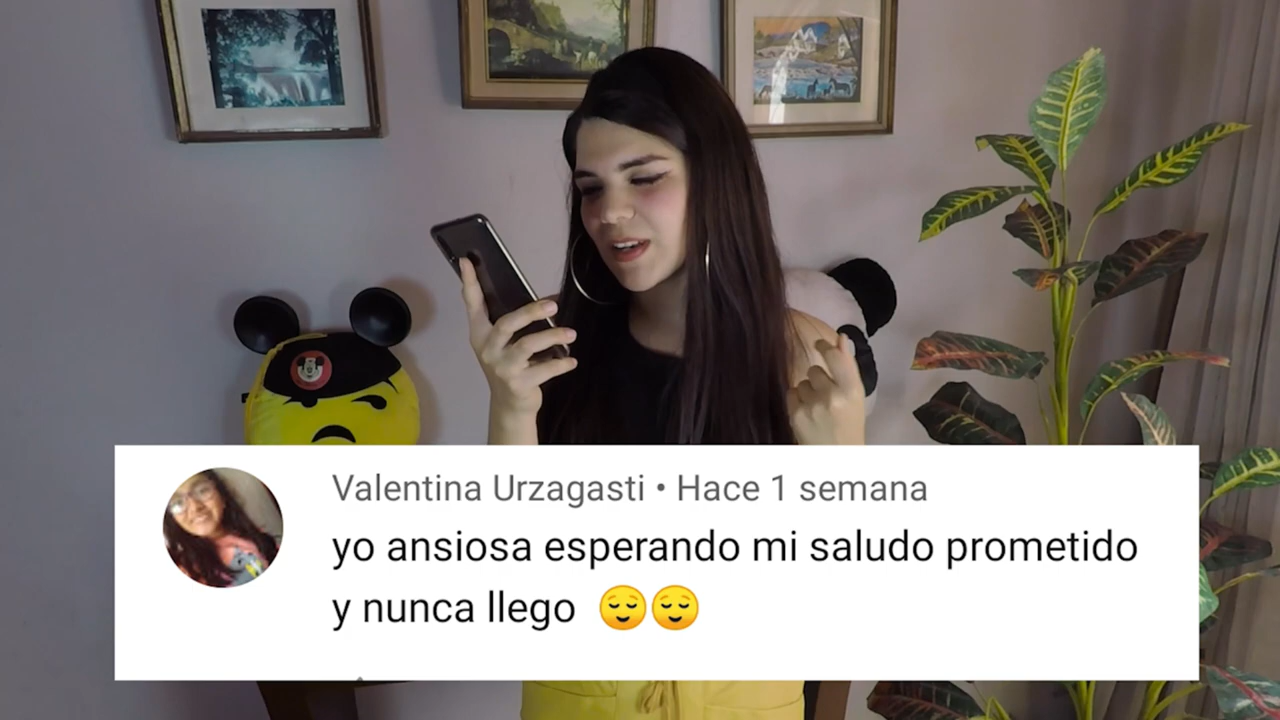 Valentina Urzagasti • Hace 1 semana
yo ansiosa esperando mi saludo prometido
y nunca llego 😌😌